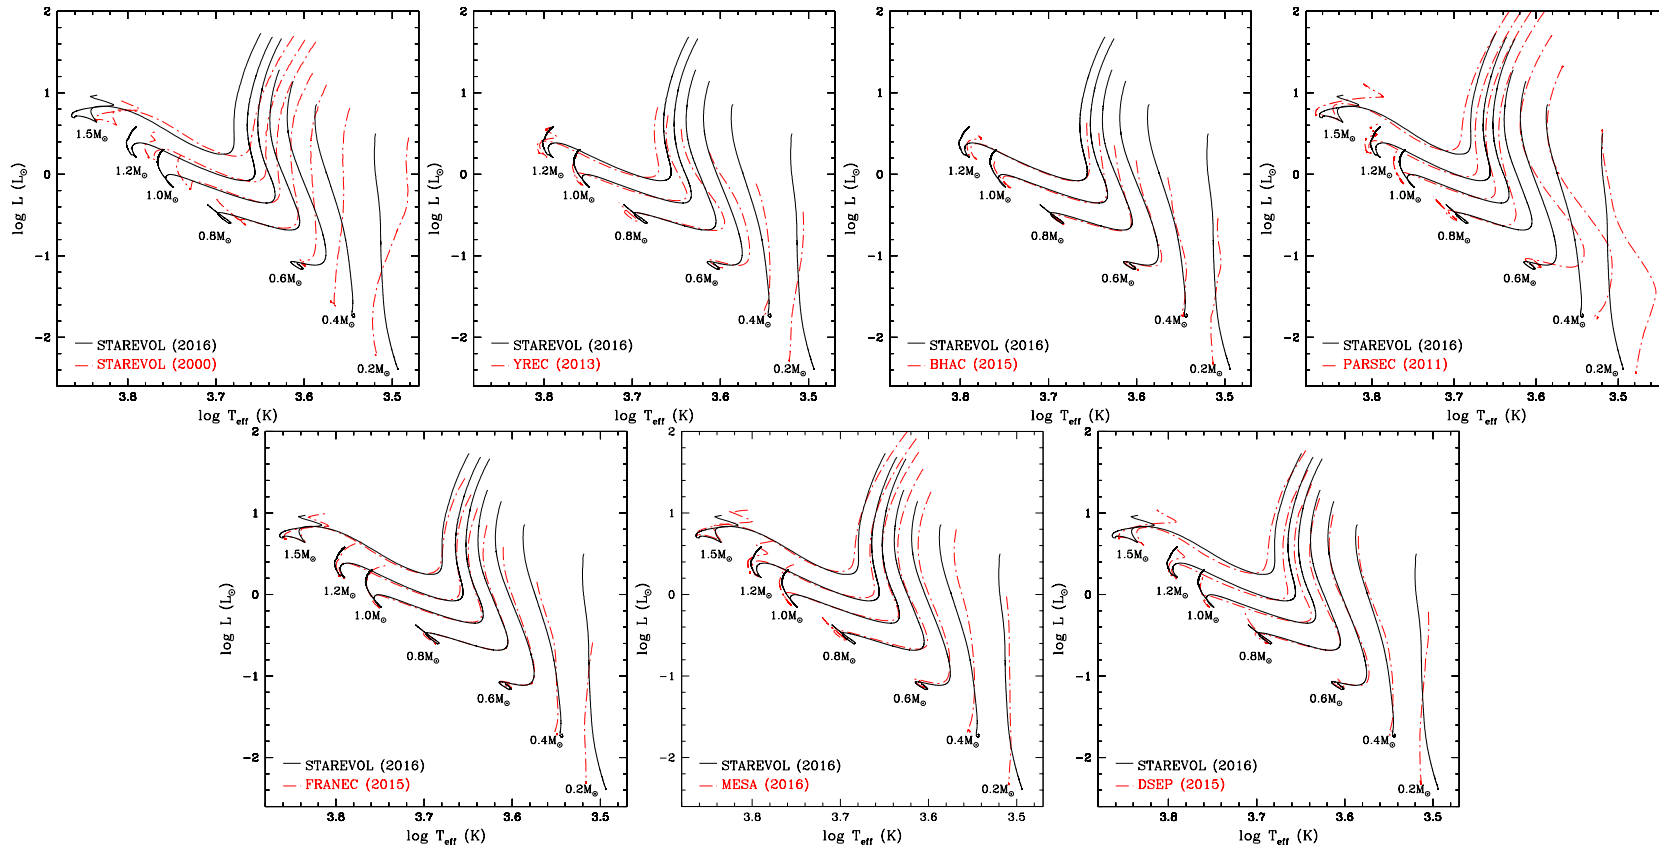 2
1
0
−1
−2
log L (L⊙)
1.5M⊙
1.2M⊙
1.0M⊙
0.8M⊙
0.6M⊙
0.4M⊙
0.2M⊙
STAREVOL (2016)
STAREVOL (2000)
3.8 3.7 3.6 3.5
log Teff (K)
2
1
0
−1
−2
log L (L⊙)
1.2M⊙
1.0M⊙
0.8M⊙
0.6M⊙
0.4M⊙
0.2M⊙
STAREVOL (2016)
YREC (2013)
3.8 3.7 3.6 3.5
log Teff (K)
2
1
0
−1
−2
log L (L⊙)
1.2M⊙
1.0M⊙
0.8M⊙
0.6M⊙
0.4M⊙
0.2M⊙
STAREVOL (2016)
BHAC (2015)
3.8 3.7 3.6 3.5
log Teff (K)
2
1
0
−1
−2
log L (L⊙)
1.5M⊙
1.2M⊙
1.0M⊙
0.8M⊙
0.6M⊙
0.4M⊙
0.2M⊙
STAREVOL (2016)
PARSEC (2011)
3.8 3.7 3.6 3.5
log Teff (K)
2
1
0
−1
−2
log L (L⊙)
1.5M⊙
1.2M⊙
1.0M⊙
0.8M⊙
0.6M⊙
0.4M⊙
0.2M⊙
STAREVOL (2016)
FRANEC (2015)
3.8 3.7 3.6 3.5
log Teff (K)
2
1
0
−1
−2
log L (L⊙)
1.5M⊙
1.2M⊙
1.0M⊙
0.8M⊙
0.6M⊙
0.4M⊙
0.2M⊙
STAREVOL (2016)
MESA (2016)
3.8 3.7 3.6 3.5
log Teff (K)
2
1
0
−1
−2
log L (L⊙)
1.5M⊙
1.2M⊙
1.0M⊙
0.8M⊙
0.6M⊙
0.4M⊙
0.2M⊙
STAREVOL (2016)
DSEP (2015)
3.8 3.7 3.6 3.5
log Teff (K)